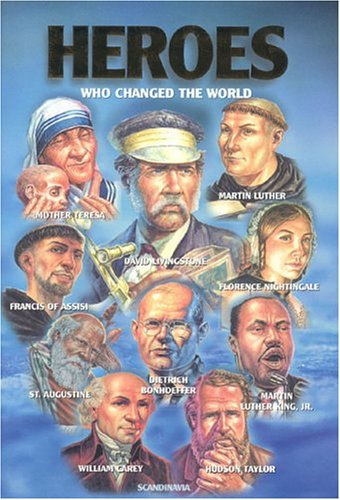 HEROES
WHO CHANGED THE WORLD
MOTHER TERESA
MARTIN LUTHER
DAVID LIVINGSTONE
FLORENCE NIGHTINGALE
FRANCIS OF ASSISI
ST. AUGUSTINE
DIETRICH
BONHOEFFER
MARTIN
LUTHER KING, JR.
WILLIAM CAREY
HUDSON TAYLOR
SCANDINAVIA